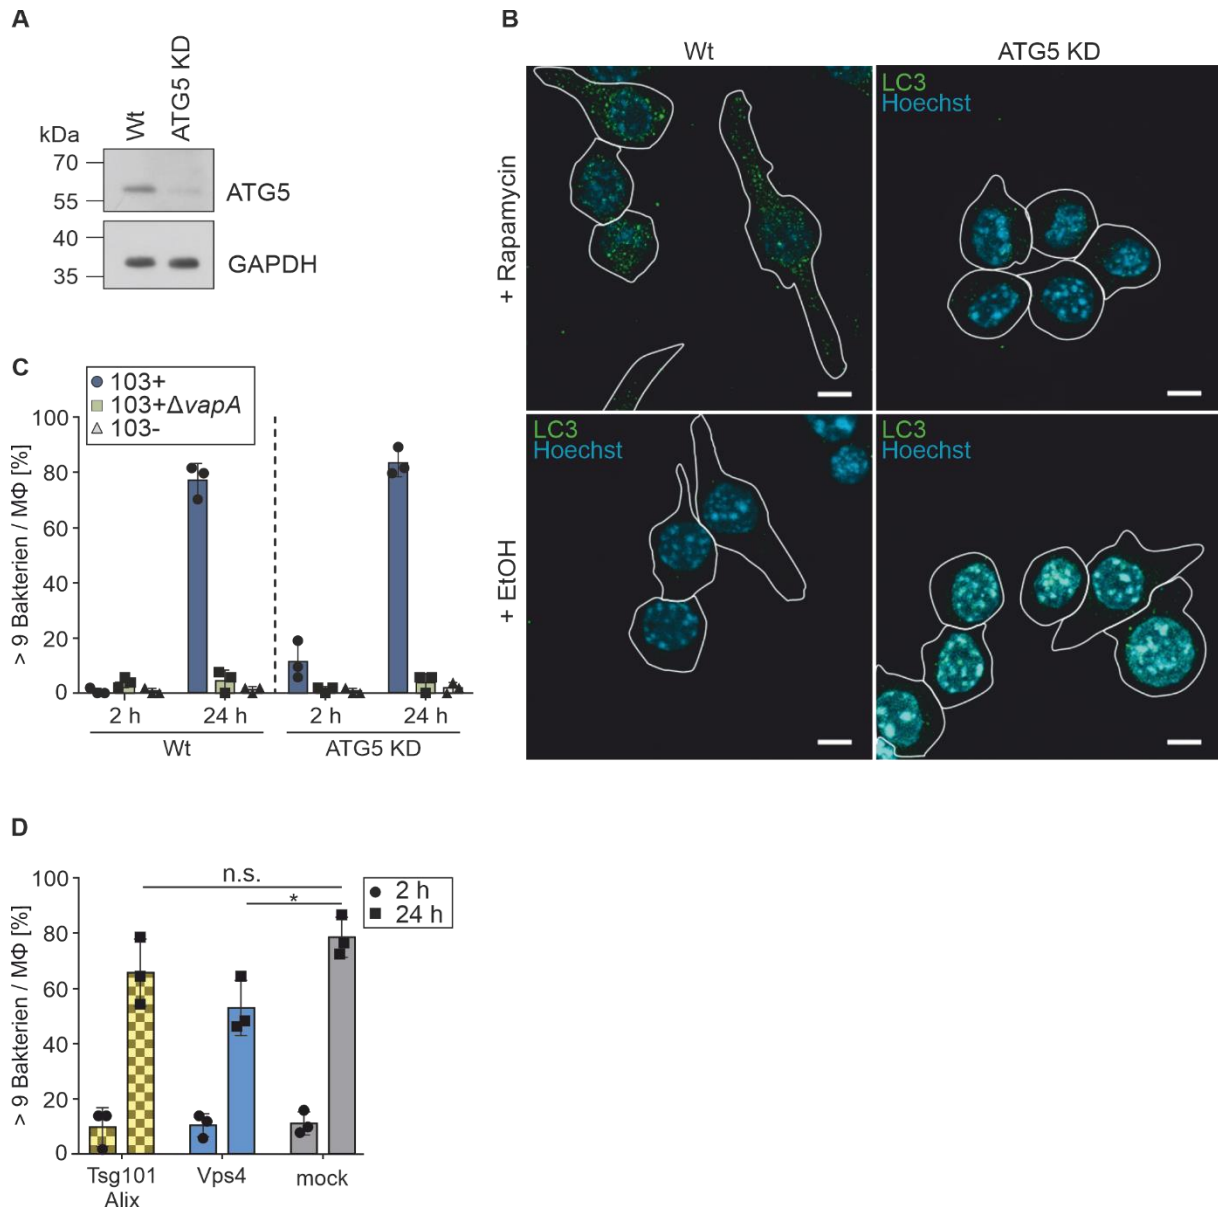 A
Wt
ATG5 KD
kDa
70
55
ATG5
40
35
GAPDH
B
Wt
ATG5 KD
+ Rapamycin
LC3
Hoechst
+ EtOH
LC3
Hoechst
LC3
Hoechst
C
103+
103+ΔvapA
103-
> 9 Bakterien / MΦ [%]
100
80
60
40
20
0
2 h
24 h
2 h
24 h
Wt
ATG5 KD
D
n.s.
*
2 h
24 h
> 9 Bakterien / MΦ [%]
100
80
60
40
20
0
Tsg101
Alix
Vps4
mock